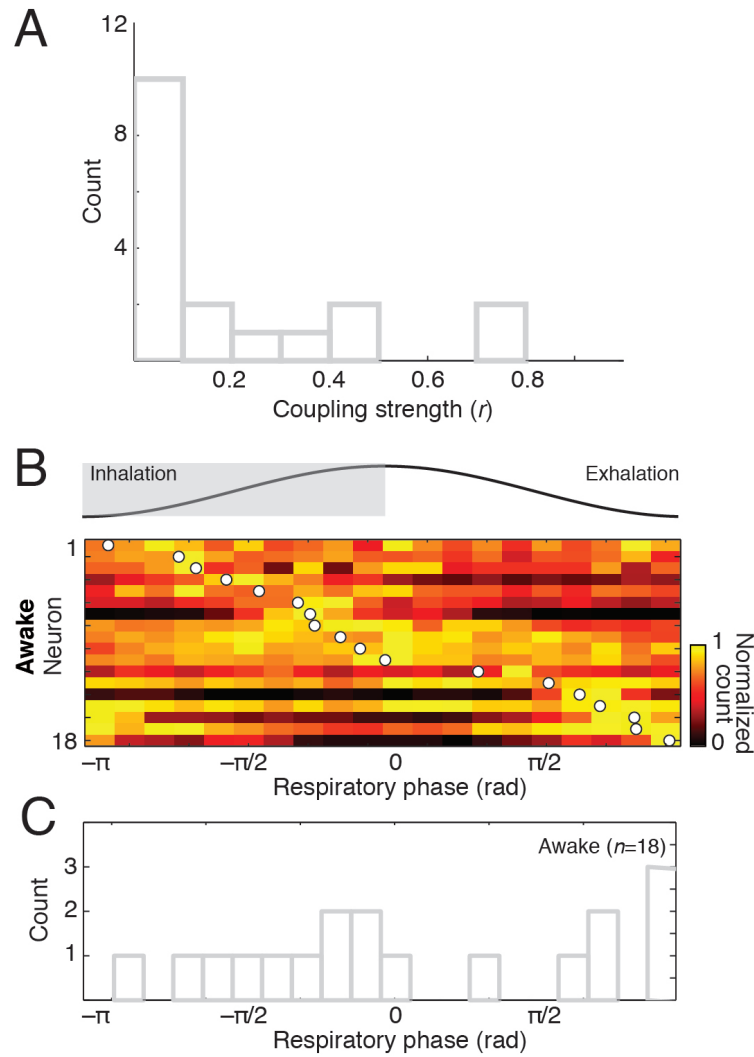 A
12
8
4
Count
0.2
0.4
0.6
0.8
Coupling strength (r)
B
Inhalation
Exhalation
1
18
Awake
Neuron
1
0
Normalized
count
−π
−π/2
0
π/2
Respiratory phase (rad)
C
Awake (n=18)
3
2
1
Count
−π
−π/2
0
π/2
Respiratory phase (rad)